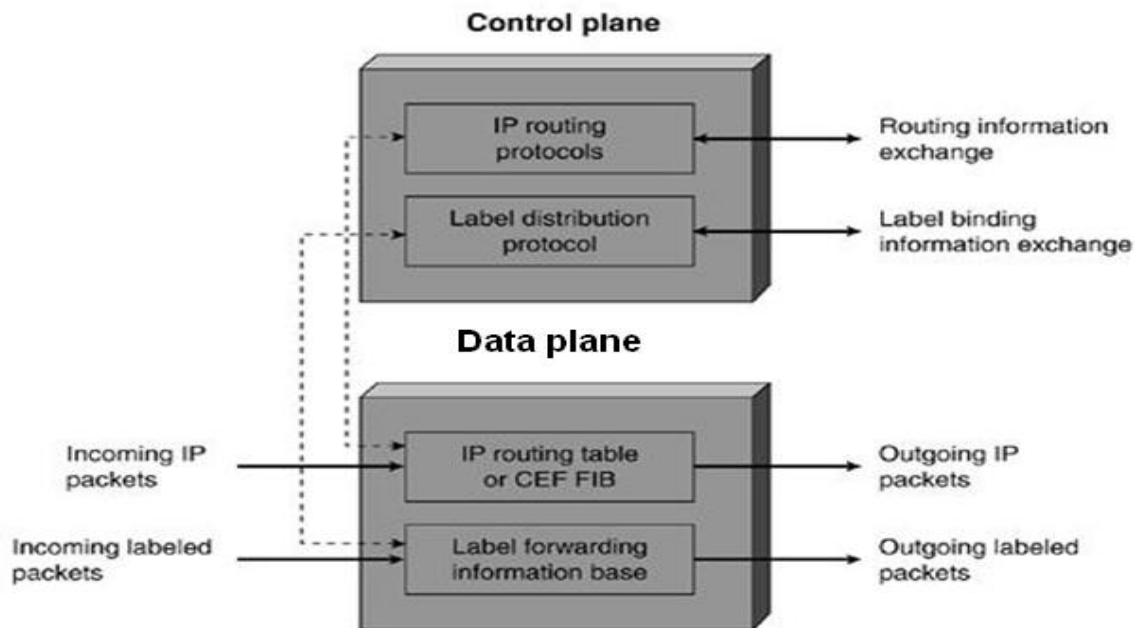 Control plane
IP routing
protocols
Routing information
exchange
Label distribution
protocol
Label binding
information exchange
Data plane
Incoming IP
packets
IP routing table
or CEF FIB
Outgoing IP
packets
Incoming labeled
packets
Label forwarding
information base
Outgoing labeled
packets